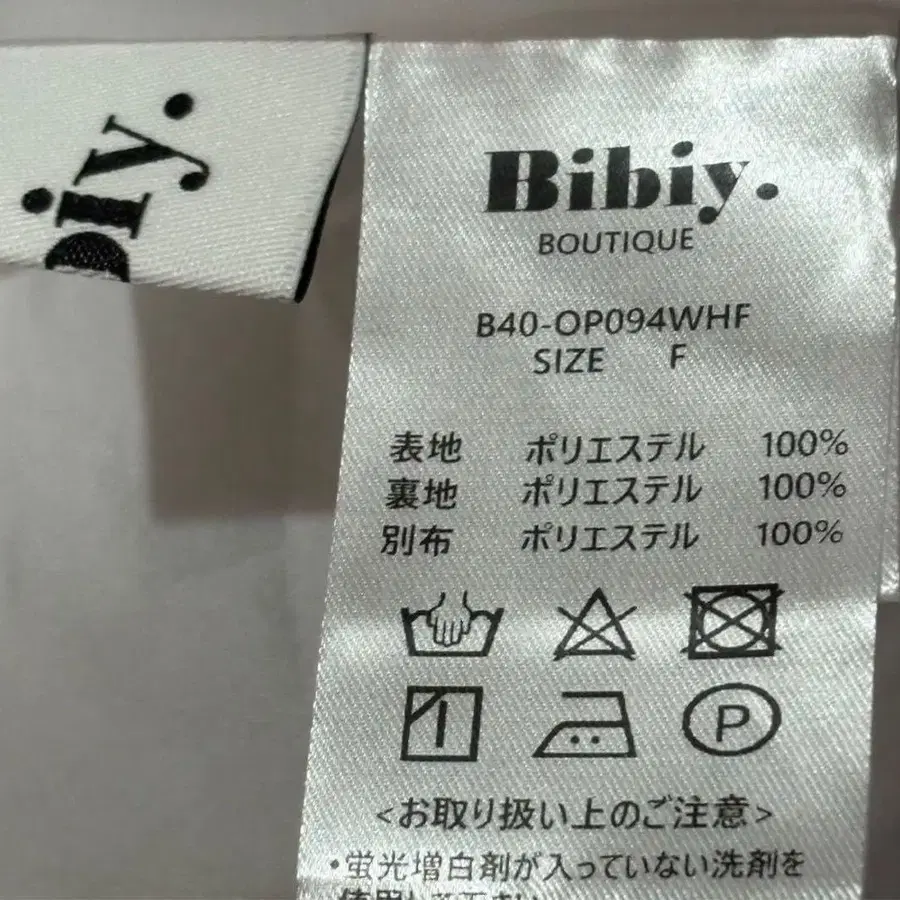 iy.
Bibiy.
BOUTIQUE
B40-OP094WHF
SIZE F
表地 ポリエステル 100%
裏地 ポリエステル 100%
別布 ポリエステル 100%
P
<お取り扱い上のご注意>
・蛍光増白剤が入っていない洗剤を